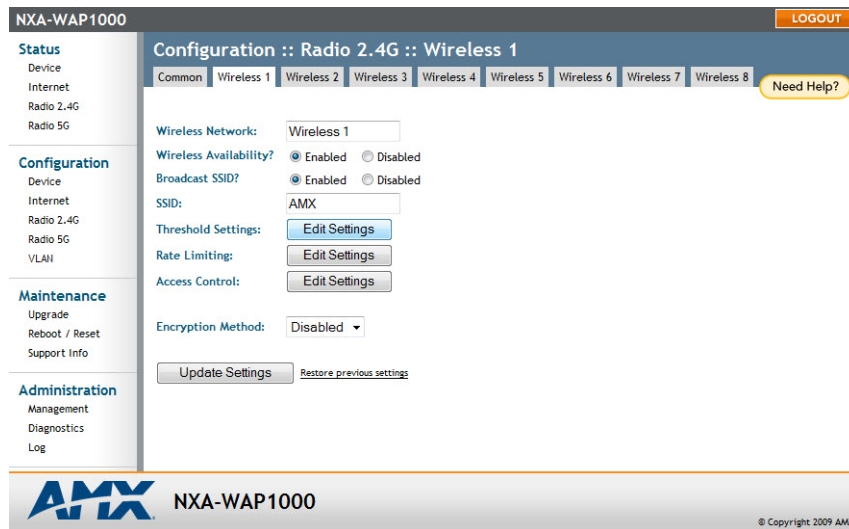 NXA-WAP1000
LOGOUT
Status
Device
Internet
Radio 2.4G
Radio 5G
Configuration
Device
Internet
Radio 2.4G
Radio 5G
VLAN
Maintenance
Upgrade
Reboot / Reset
Support Info
Administration
Management
Diagnostics
Log
Configuration :: Radio 2.4G :: Wireless 1
Common Wireless 1 Wireless 2 Wireless 3 Wireless 4 Wireless 5 Wireless 6 Wireless 7 Wireless 8
Need Help?
Wireless Network: Wireless 1
Wireless Availability? Enabled Disabled
Broadcast SSID? Enabled Disabled
SSID: AMX
Threshold Settings: Edit Settings
Rate Limiting: Edit Settings
Access Control: Edit Settings
Encryption Method: Disabled
Update Settings Restore previous settings
AMX NXA-WAP1000
© Copyright 2009 AM